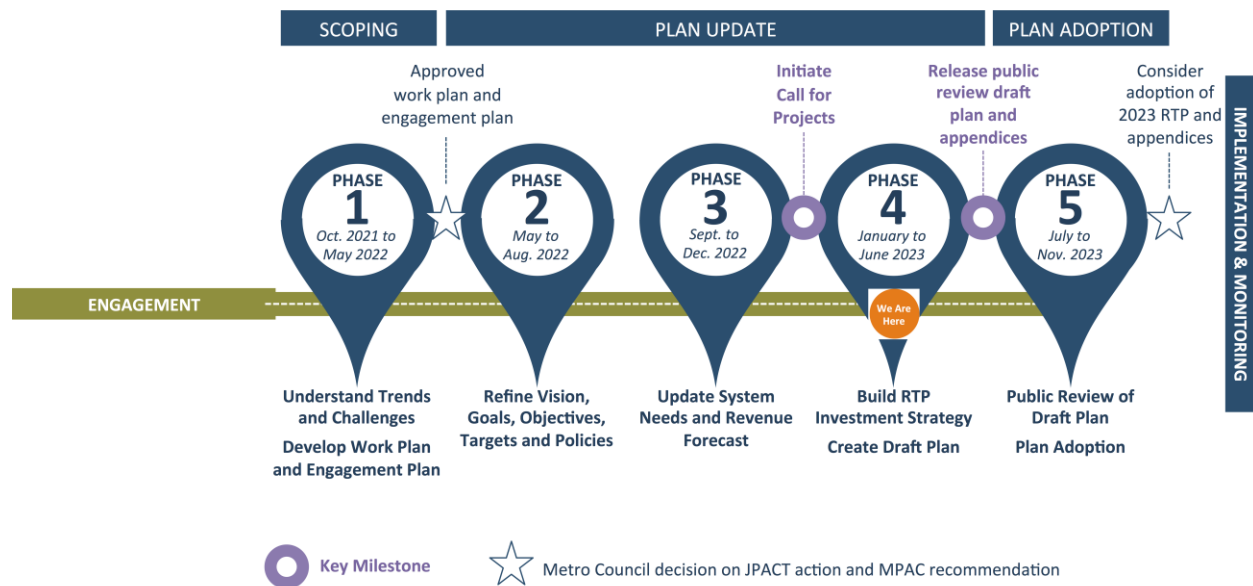 SCOPING
PLAN UPDATE
PLAN ADOPTION
Approved
work plan and
engagement plan
Initiate
Call for
Projects
Release public
review draft
plan and
appendices
Consider
adoption of
2023 RTP and
appendices
IMPLEMENTATION & MONITORING
PHASE
1
Oct. 2021 to
May 2022
PHASE
2
May to
Aug. 2022
PHASE
3
Sept. to
Dec. 2022
PHASE
4
January to
June 2023
PHASE
5
July to
Nov. 2023
ENGAGEMENT
We Are
Here
Understand Trends
and Challenges
Develop Work Plan
and Engagement Plan
Refine Vision,
Goals, Objectives,
Targets and Policies
Update System
Needs and Revenue
Forecast
Build RTP
Investment Strategy
Create Draft Plan
Public Review of
Draft Plan
Plan Adoption
Key Milestone
Metro Council decision on JPACT action and MPAC recommendation